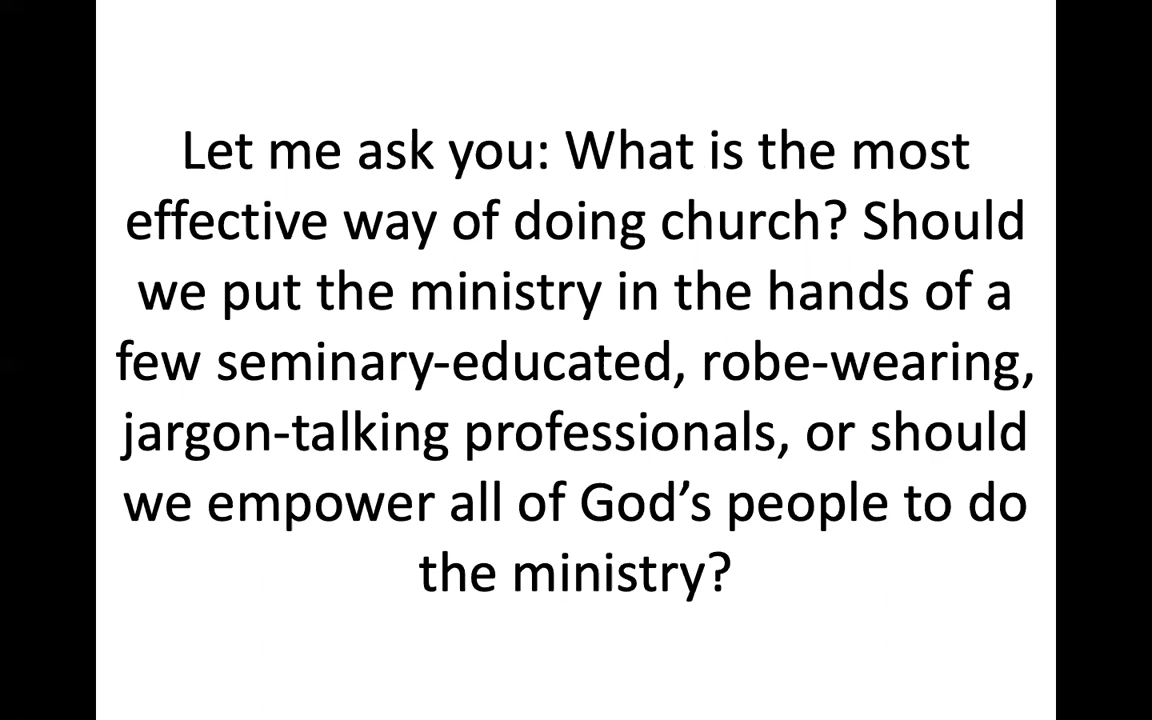 Let me ask you: What is the most
effective way of doing church? Should
we put the ministry in the hands of a
few seminary-educated, robe-wearing,
jargon-talking professionals, or should
we empower all of God’s people to do
the ministry?